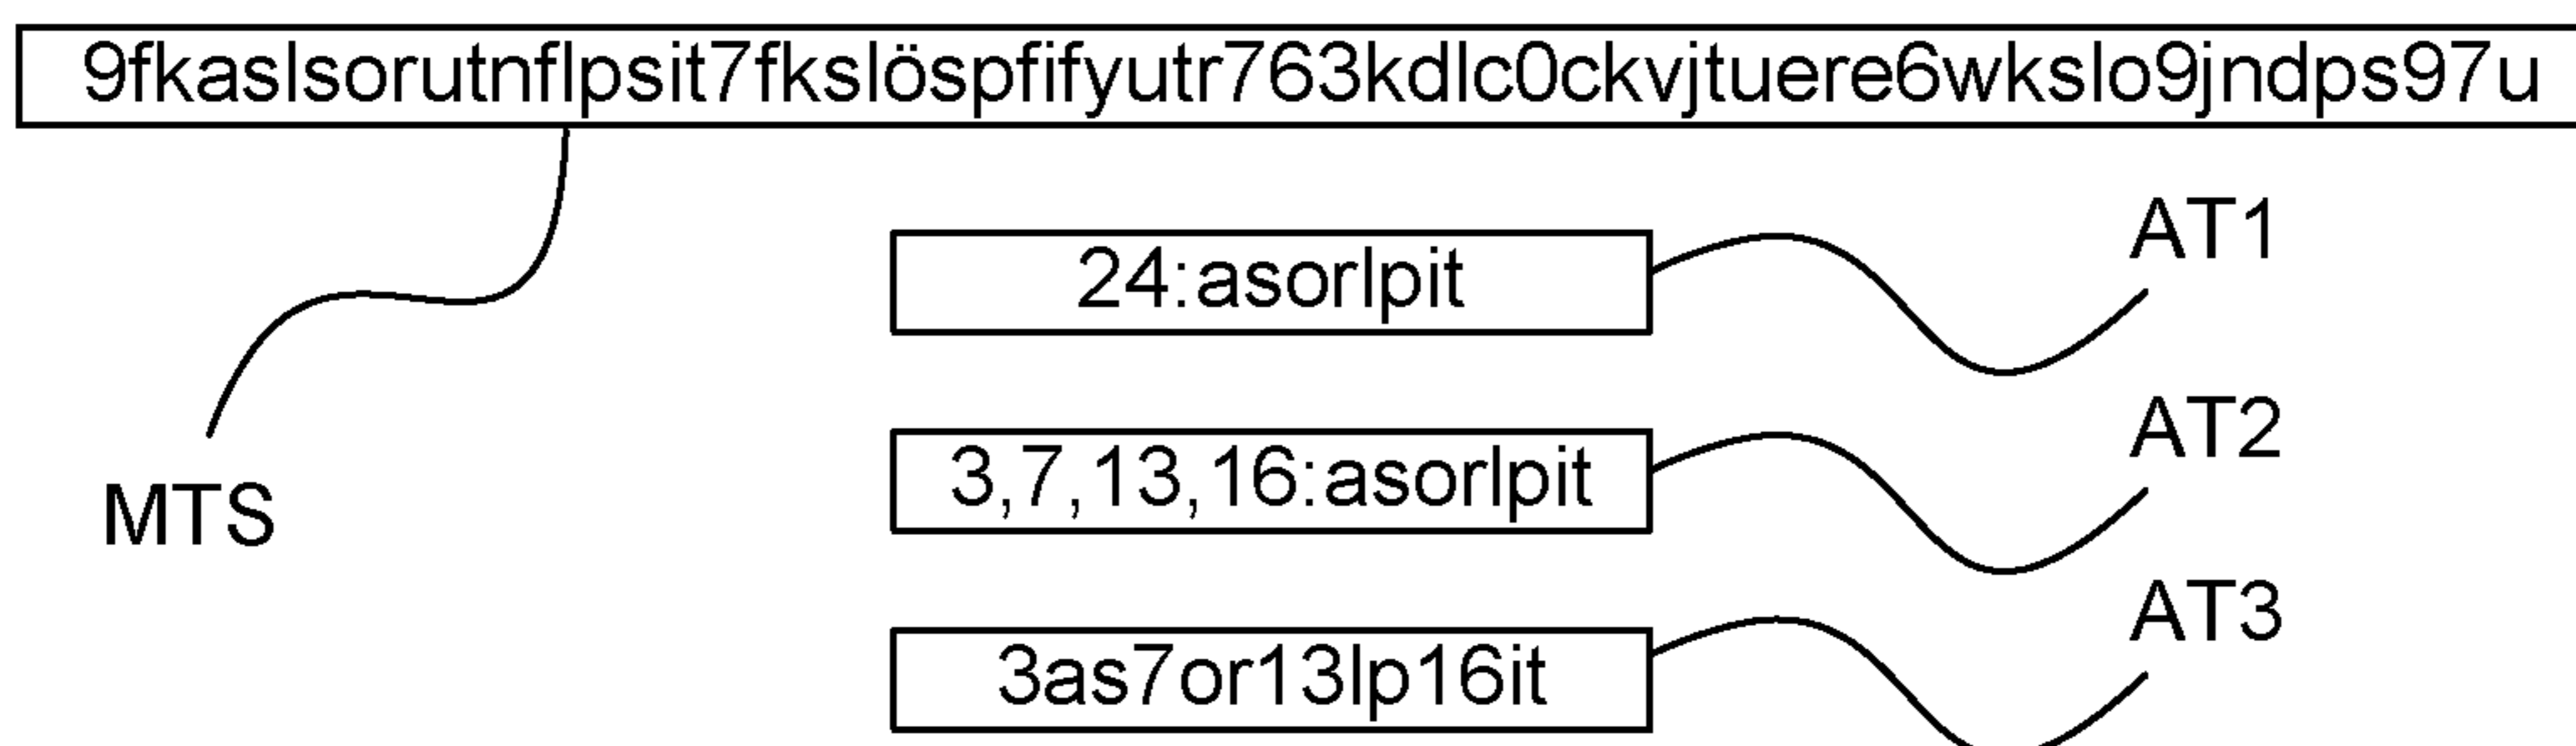 9fkaslsorutnflpsit7fkslöspfifyutr763kdlc0ckvjtuere6wkslo9jndps97u
AT1
24:asorlpit
AT2
3,7,13,16:asorlpit
MTS
AT3
3as7or13lp16it